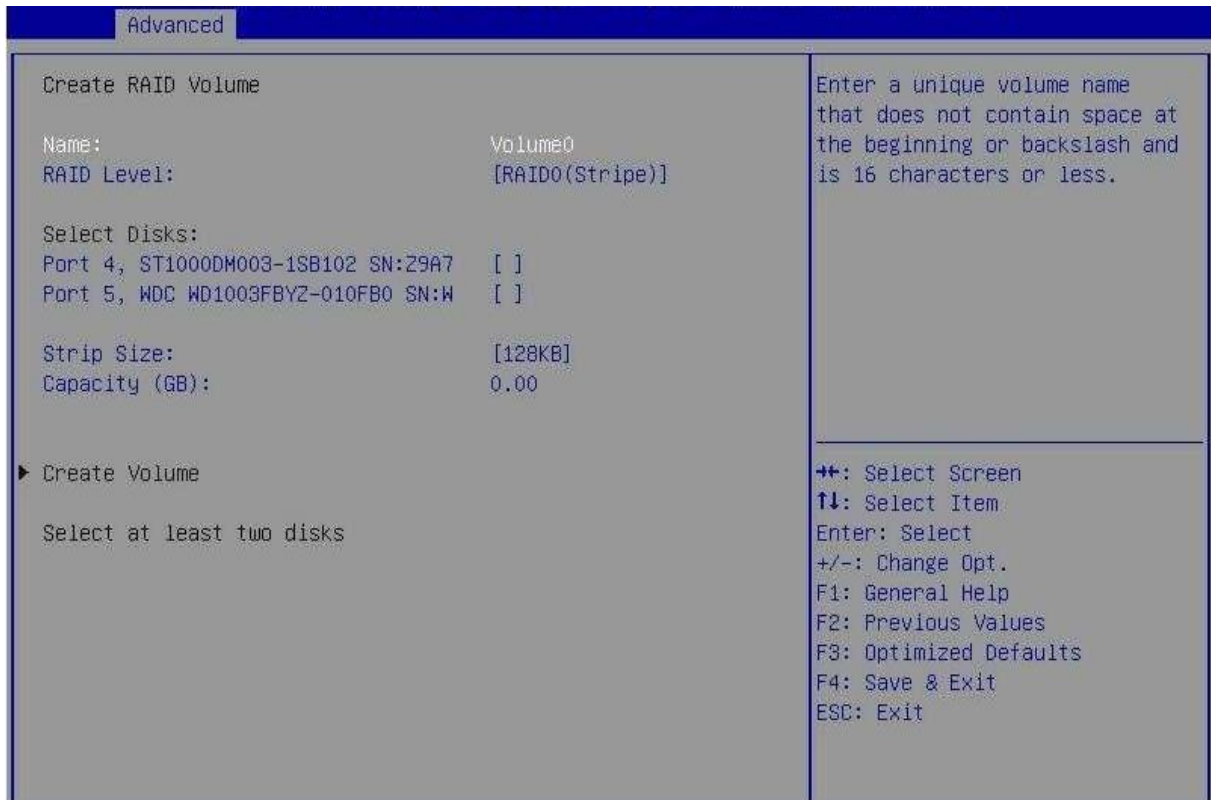 Advanced
Create RAID Volume
Name: Volume0
RAID Level: [RAID0(Stripe)]
Select Disks:
Port 4, ST1000DM003-1SB102 SN:Z9A7 [ ]
Port 5, WDC WD1003FBYZ-010FB0 SN:W [ ]
Strip Size: [128KB]
Capacity (GB): 0.00
▶ Create Volume
Select at least two disks
Enter a unique volume name
that does not contain space at
the beginning or backslash and
is 16 characters or less.
→←: Select Screen
↑↓: Select Item
Enter: Select
+/-: Change Opt.
F1: General Help
F2: Previous Values
F3: Optimized Defaults
F4: Save & Exit
ESC: Exit